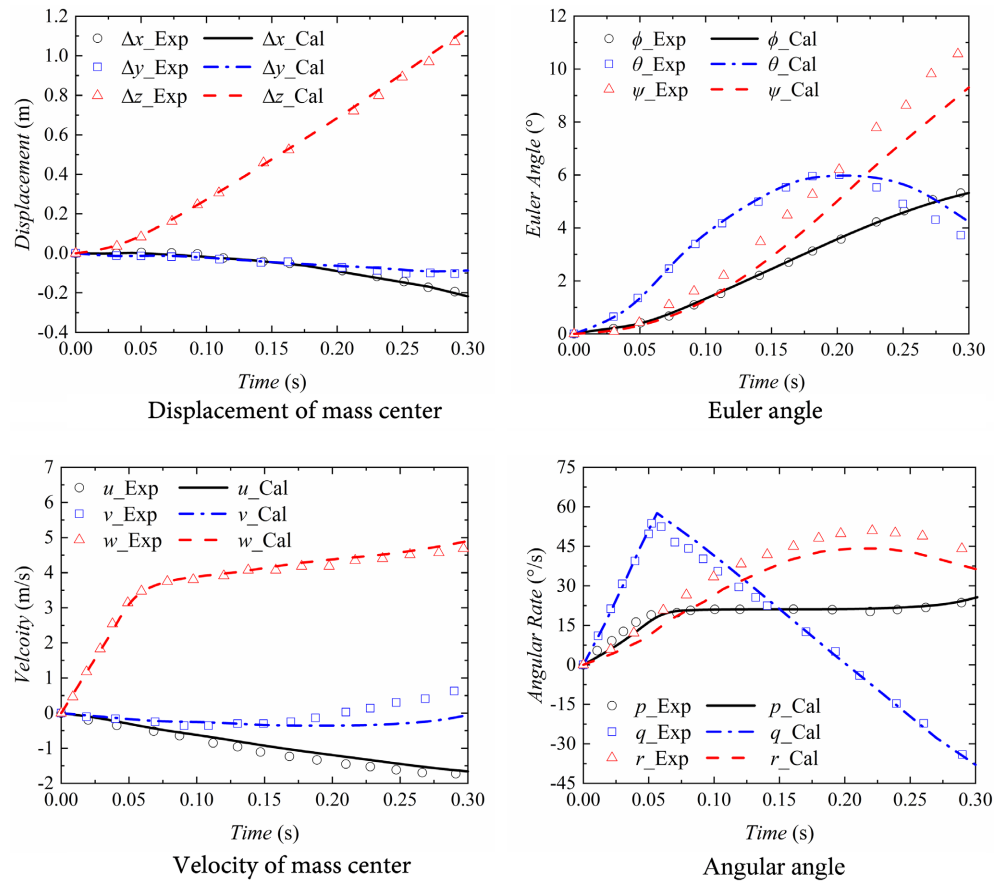 1.2
1.0
0.8
0.6
0.4
0.2
0.0
-0.2
-0.4
Displacement (m)
Δx_Exp Δx_Cal
Δy_Exp Δy_Cal
Δz_Exp Δz_Cal
0.00 0.05 0.10 0.15 0.20 0.25 0.30
Time (s)
Displacement of mass center
12
10
8
6
4
2
0
Euler Angle (°)
ϕ_Exp ϕ_Cal
θ_Exp θ_Cal
ψ_Exp ψ_Cal
0.00 0.05 0.10 0.15 0.20 0.25 0.30
Time (s)
Euler angle
7
6
5
4
3
2
1
0
-1
-2
Velcoity (m/s)
u_Exp u_Cal
v_Exp v_Cal
w_Exp w_Cal
0.00 0.05 0.10 0.15 0.20 0.25 0.30
Time (s)
Velocity of mass center
75
60
45
30
15
0
-15
-30
-45
Angular Rate (°/s)
p_Exp p_Cal
q_Exp q_Cal
r_Exp r_Cal
0.00 0.05 0.10 0.15 0.20 0.25 0.30
Time (s)
Angular angle